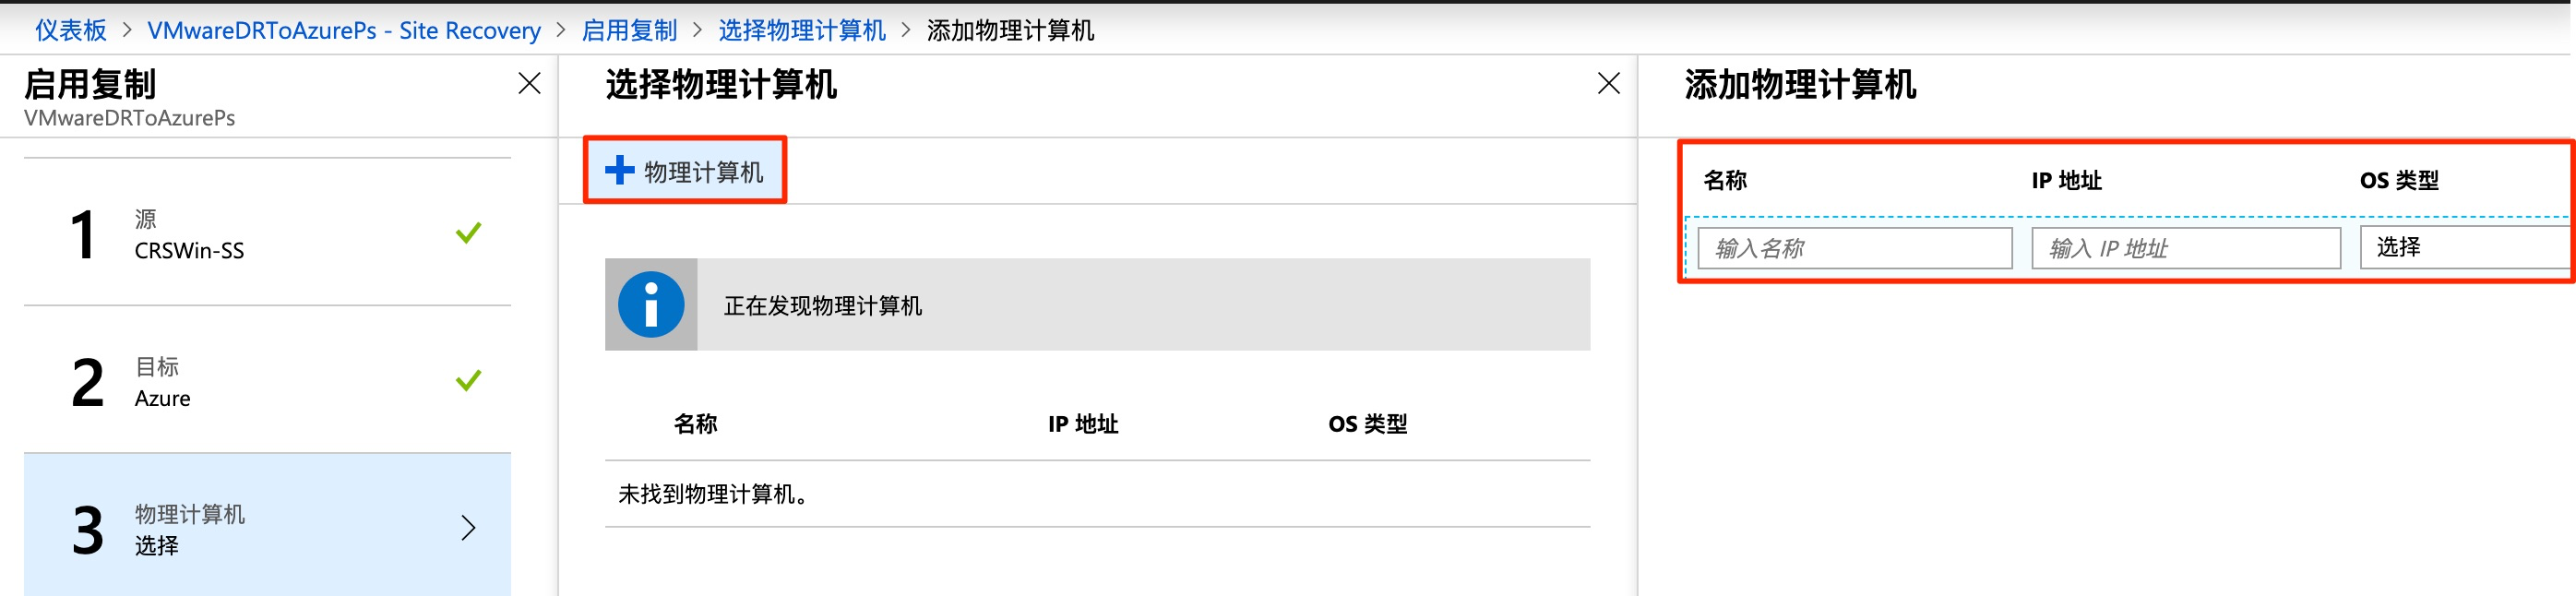 仪表板 > VMwareDRToAzurePs - Site Recovery > 启用复制 > 选择物理计算机 > 添加物理计算机
启用复制
VMwareDRToAzurePs
1
源
CRSWin-SS
2
目标
Azure
3
物理计算机
选择
选择物理计算机
物理计算机
正在发现物理计算机
名称 IP 地址 OS 类型
未找到物理计算机。
添加物理计算机
名称 IP 地址 OS 类型
输入名称 输入 IP 地址 选择